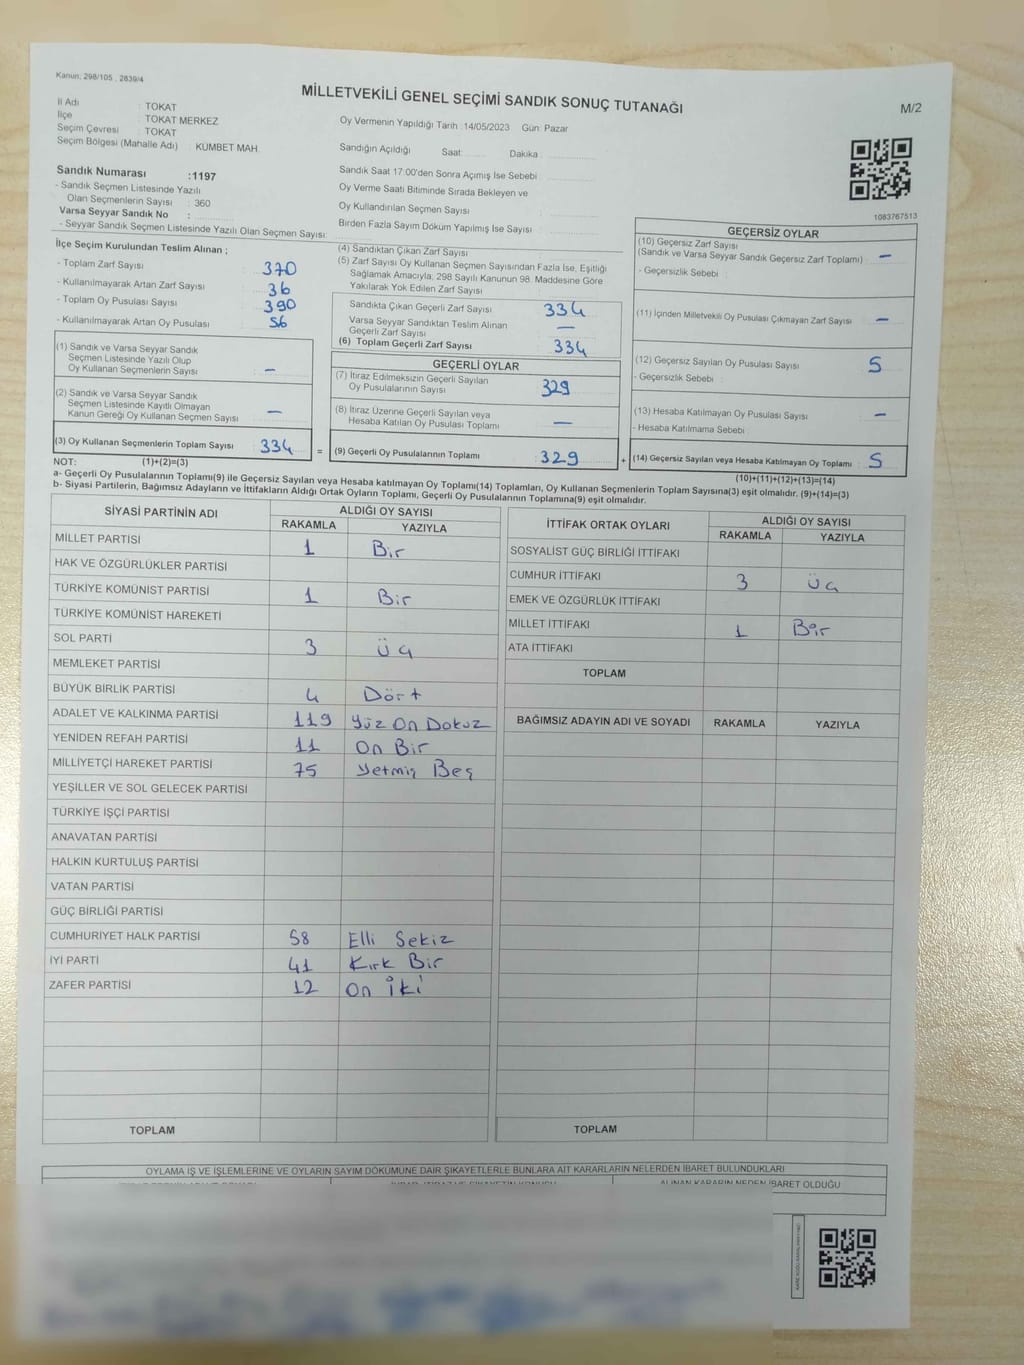 Kanun: 298/105 , 2839/4
MİLLETVEKİLİ GENEL SEÇİMİ SANDIK SONUÇ TUTANAĞI
M/2
İl Adı : TOKAT
İlçe : TOKAT MERKEZ
Seçim Çevresi : TOKAT
Seçim Bölgesi (Mahalle Adı) : KÜMBET MAH.
Oy Vermenin Yapıldığı Tarih :14/05/2023 Gün: Pazar
Sandığın Açıldığı Saat: Dakika :
Sandık Numarası :1197
- Sandık Seçmen Listesinde Yazılı
Olan Seçmenlerin Sayısı : 360
Varsa Seyyar Sandık No :
- Seyyar Sandık Seçmen Listesinde Yazılı Olan Seçmen Sayısı:
Sandık Saat 17:00'den Sonra Açımış İse Sebebi :
Oy Verme Saati Bitiminde Sırada Bekleyen ve
Oy Kullandırılan Seçmen Sayısı :
Birden Fazla Sayım Döküm Yapılmış İse Sayısı :
1083767513
İlçe Seçim Kurulundan Teslim Alınan ;
- Toplam Zarf Sayısı : 370
- Kullanılmayarak Artan Zarf Sayısı : 36
- Toplam Oy Pusulası Sayısı : 390
- Kullanılmayarak Artan Oy Pusulası : 56
(1) Sandık ve Varsa Seyyar Sandık
Seçmen Listesinde Yazılı Olup
Oy Kullanan Seçmenlerin Sayısı : —
(2) Sandık ve Varsa Seyyar Sandık
Seçmen Listesinde Kayıtlı Olmayan
Kanun Gereği Oy Kullanan Seçmen Sayısı : —
(3) Oy Kullanan Seçmenlerin Toplam Sayısı : 334
(4) Sandıktan Çıkan Zarf Sayısı :
(5) Zarf Sayısı Oy Kullanan Seçmen Sayısından Fazla İse, Eşitliği
Sağlamak Amacıyla; 298 Sayılı Kanunun 98. Maddesine Göre
Yakılarak Yok Edilen Zarf Sayısı :
Sandıkta Çıkan Geçerli Zarf Sayısı : 334
Varsa Seyyar Sandıktan Teslim Alınan
Geçerli Zarf Sayısı : —
(6) Toplam Geçerli Zarf Sayısı : 334
GEÇERLİ OYLAR
(7) İtiraz Edilmeksizin Geçerli Sayılan
Oy Pusulalarının Sayısı : 329
(8) İtiraz Üzerine Geçerli Sayılan veya
Hesaba Katılan Oy Pusulası Toplamı : —
= (9) Geçerli Oy Pusulalarının Toplamı : 329
GEÇERSİZ OYLAR
(10) Geçersiz Zarf Sayısı
(Sandık ve Varsa Seyyar Sandık Geçersiz Zarf Toplamı) : —
- Geçersizlik Sebebi :
(11) İçinden Milletvekili Oy Pusulası Çıkmayan Zarf Sayısı : —
(12) Geçersiz Sayılan Oy Pusulası Sayısı : 5
- Geçersizlik Sebebi :
(13) Hesaba Katılmayan Oy Pusulası Sayısı : —
- Hesaba Katılmama Sebebi :
+ (14) Geçersiz Sayılan veya Hesaba Katılmayan Oy Toplamı : 5
NOT: (1)+(2)=(3)
(10)+(11)+(12)+(13)=(14)
a- Geçerli Oy Pusulalarının Toplamı(9) ile Geçersiz Sayılan veya Hesaba Katılmayan Oy Toplamı(14) Toplamları, Oy Kullanan Seçmenlerin Toplam Sayısına(3) eşit olmalıdır. (9)+(14)=(3)
b- Siyasi Partilerin, Bağımsız Adayların ve İttifakların Aldığı Ortak Oyların Toplamı, Geçerli Oy Pusulalarının Toplamına(9) eşit olmalıdır.
SİYASİ PARTİNİN ADI ALDIĞI OY SAYISI
RAKAMLA YAZIYLA
MİLLET PARTİSİ 1 Bir
HAK VE ÖZGÜRLÜKLER PARTİSİ
TÜRKİYE KOMÜNİST PARTİSİ 1 Bir
TÜRKİYE KOMÜNİST HAREKETİ
SOL PARTİ 3 üç
MEMLEKET PARTİSİ
BÜYÜK BİRLİK PARTİSİ 4 Dört
ADALET VE KALKINMA PARTİSİ 119 Yüz On Dokuz
YENİDEN REFAH PARTİSİ 11 On Bir
MİLLİYETÇİ HAREKET PARTİSİ 75 Yetmiş Beş
YEŞİLLER VE SOL GELECEK PARTİSİ
TÜRKİYE İŞÇİ PARTİSİ
ANAVATAN PARTİSİ
HALKIN KURTULUŞ PARTİSİ
VATAN PARTİSİ
GÜÇ BİRLİĞİ PARTİSİ
CUMHURİYET HALK PARTİSİ 58 Elli Sekiz
İYİ PARTİ 41 Kırk Bir
ZAFER PARTİSİ 12 On İki
TOPLAM
İTTİFAK ORTAK OYLARI ALDIĞI OY SAYISI
RAKAMLA YAZIYLA
SOSYALİST GÜÇ BİRLİĞİ İTTİFAKI
CUMHUR İTTİFAKI 3 üç
EMEK VE ÖZGÜRLÜK İTTİFAKI
MİLLET İTTİFAKI 1 Bir
ATA İTTİFAKI
TOPLAM
BAĞIMSIZ ADAYIN ADI VE SOYADI RAKAMLA YAZIYLA
TOPLAM
OYLAMA İŞ VE İŞLEMLERİNE VE OYLARIN SAYIM DÖKÜMÜNE DAİR ŞİKAYETLERLE BUNLARA AİT KARARLARIN NELERDEN İBARET BULUNDUKLARI
ALINAN KARARIN NEDEN İBARET OLDUĞU